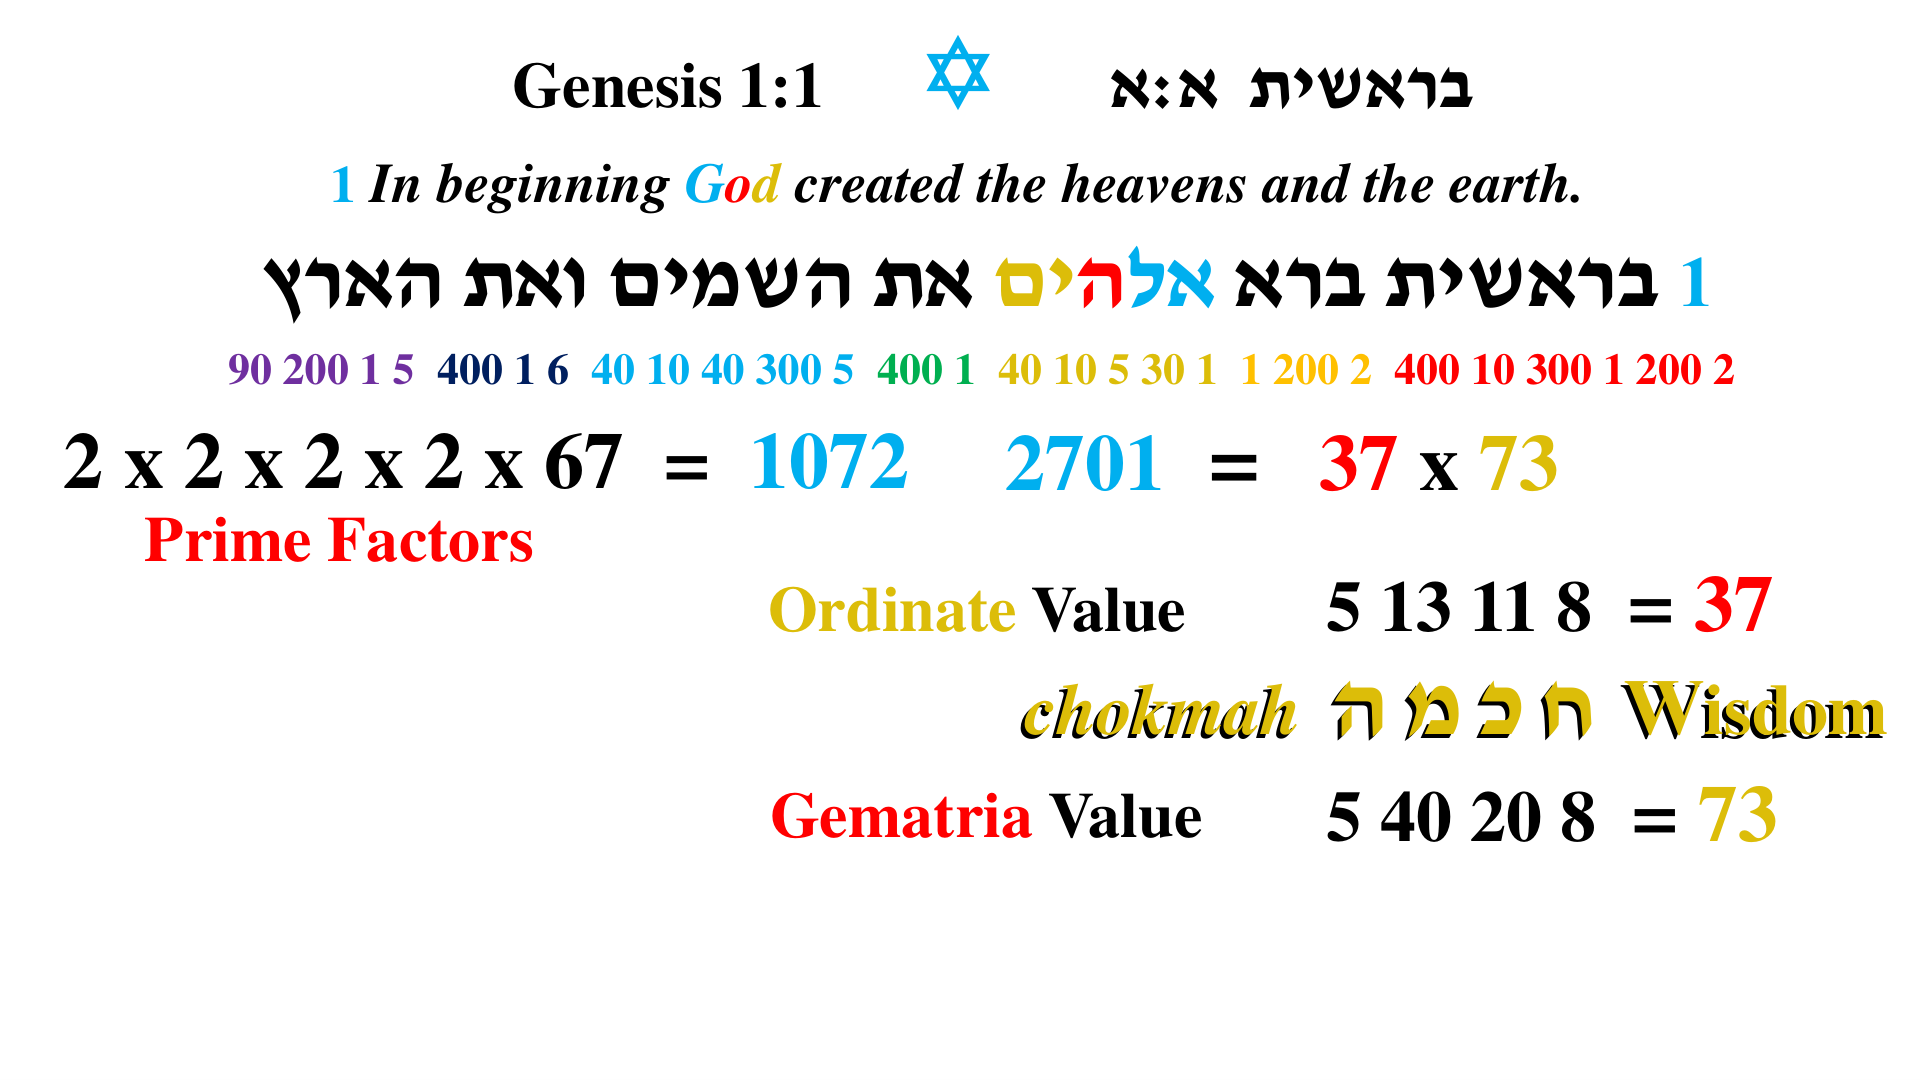 Genesis 1:1 ✡ בראשית א:א
1 In beginning God created the heavens and the earth.
1 בראשית ברא אלהים את השמים ואת הארץ
90 200 1 5 400 1 6 40 10 40 300 5 400 1 40 10 5 30 1 1 200 2 400 10 300 1 200 2
2 x 2 x 2 x 2 x 67 = 1072 2701 = 37 x 73
Prime Factors
Ordinate Value 5 13 11 8 = 37
chokmah ח כ מ ה Wisdom
Gematria Value 5 40 20 8 = 73